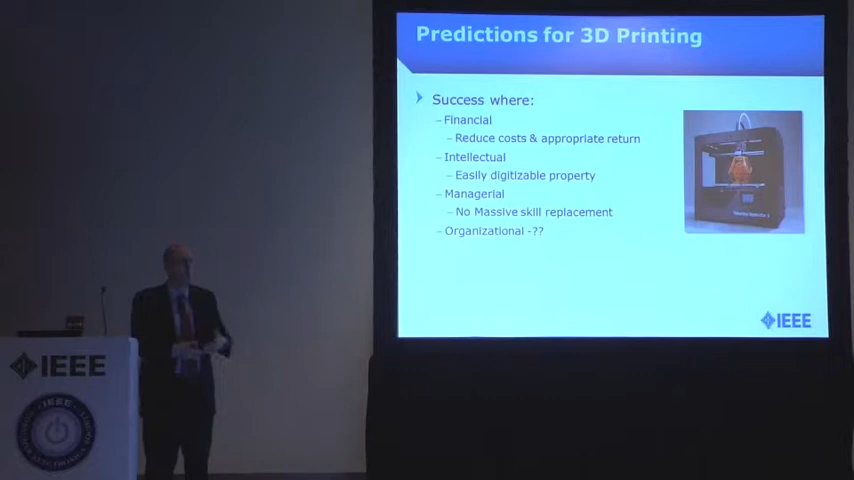 Predictions for 3D Printing
Success where:
– Financial
– Reduce costs & appropriate return
– Intellectual
– Easily digitizable property
– Managerial
– No Massive skill replacement
– Organizational -??
IEEE
IEEE
IEEE